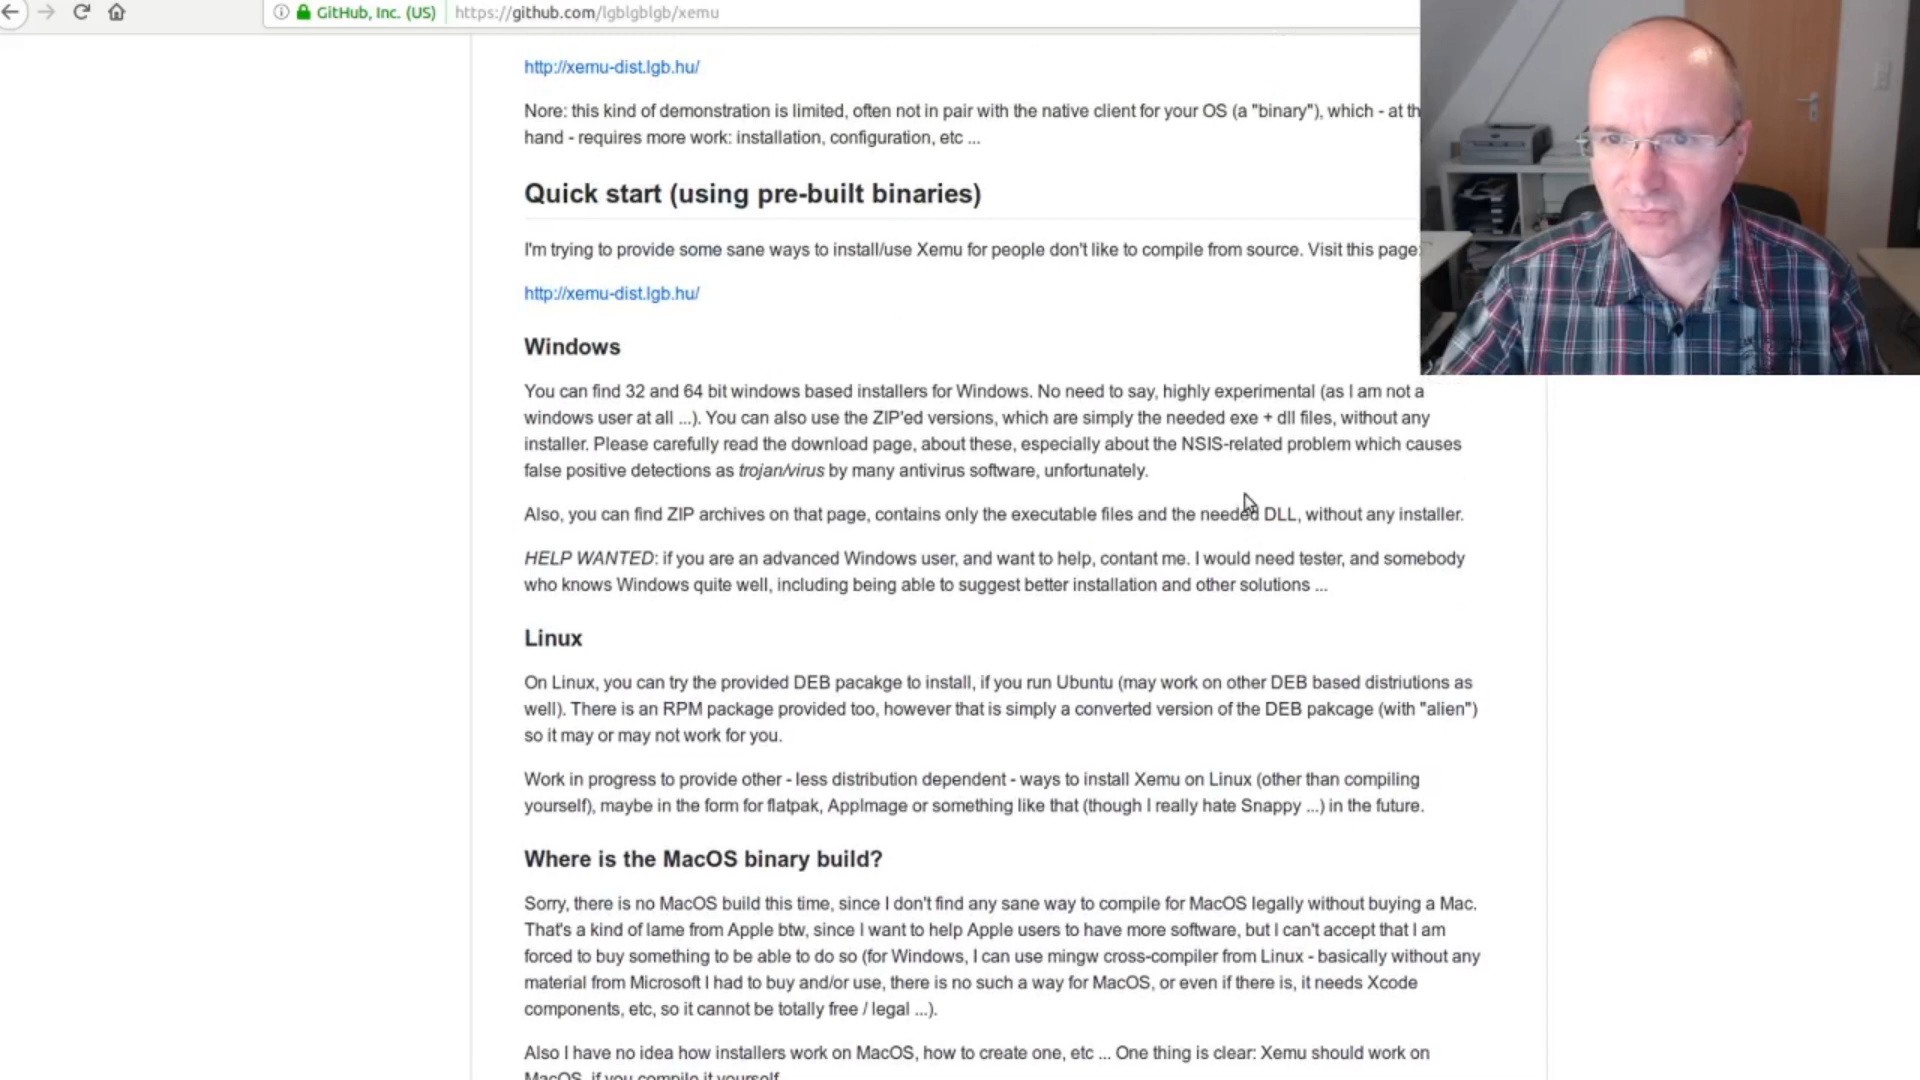 GitHub, Inc. (US)
https://github.com/lgblgblgb/xemu
http://xemu-dist.lgb.hu/
Nore: this kind of demonstration is limited, often not in pair with the native client for your OS (a "binary"), which - at th
hand - requires more work: installation, configuration, etc ...
Quick start (using pre-built binaries)
I'm trying to provide some sane ways to install/use Xemu for people don't like to compile from source. Visit this page:
http://xemu-dist.lgb.hu/
Windows
You can find 32 and 64 bit windows based installers for Windows. No need to say, highly experimental (as I am not a
windows user at all ...). You can also use the ZIP'ed versions, which are simply the needed exe + dll files, without any
installer. Please carefully read the download page, about these, especially about the NSIS-related problem which causes
false positive detections as trojan/virus by many antivirus software, unfortunately.
Also, you can find ZIP archives on that page, contains only the executable files and the needed DLL, without any installer.
HELP WANTED: if you are an advanced Windows user, and want to help, contant me. I would need tester, and somebody
who knows Windows quite well, including being able to suggest better installation and other solutions ...
Linux
On Linux, you can try the provided DEB pacakge to install, if you run Ubuntu (may work on other DEB based distriutions as
well). There is an RPM package provided too, however that is simply a converted version of the DEB pakcage (with "alien")
so it may or may not work for you.
Work in progress to provide other - less distribution dependent - ways to install Xemu on Linux (other than compiling
yourself), maybe in the form for flatpak, AppImage or something like that (though I really hate Snappy ...) in the future.
Where is the MacOS binary build?
Sorry, there is no MacOS build this time, since I don't find any sane way to compile for MacOS legally without buying a Mac.
That's a kind of lame from Apple btw, since I want to help Apple users to have more software, but I can't accept that I am
forced to buy something to be able to do so (for Windows, I can use mingw cross-compiler from Linux - basically without any
material from Microsoft I had to buy and/or use, there is no such a way for MacOS, or even if there is, it needs Xcode
components, etc, so it cannot be totally free / legal ...).
Also I have no idea how installers work on MacOS, how to create one, etc ... One thing is clear: Xemu should work on
MacOS, if you compile it yourself